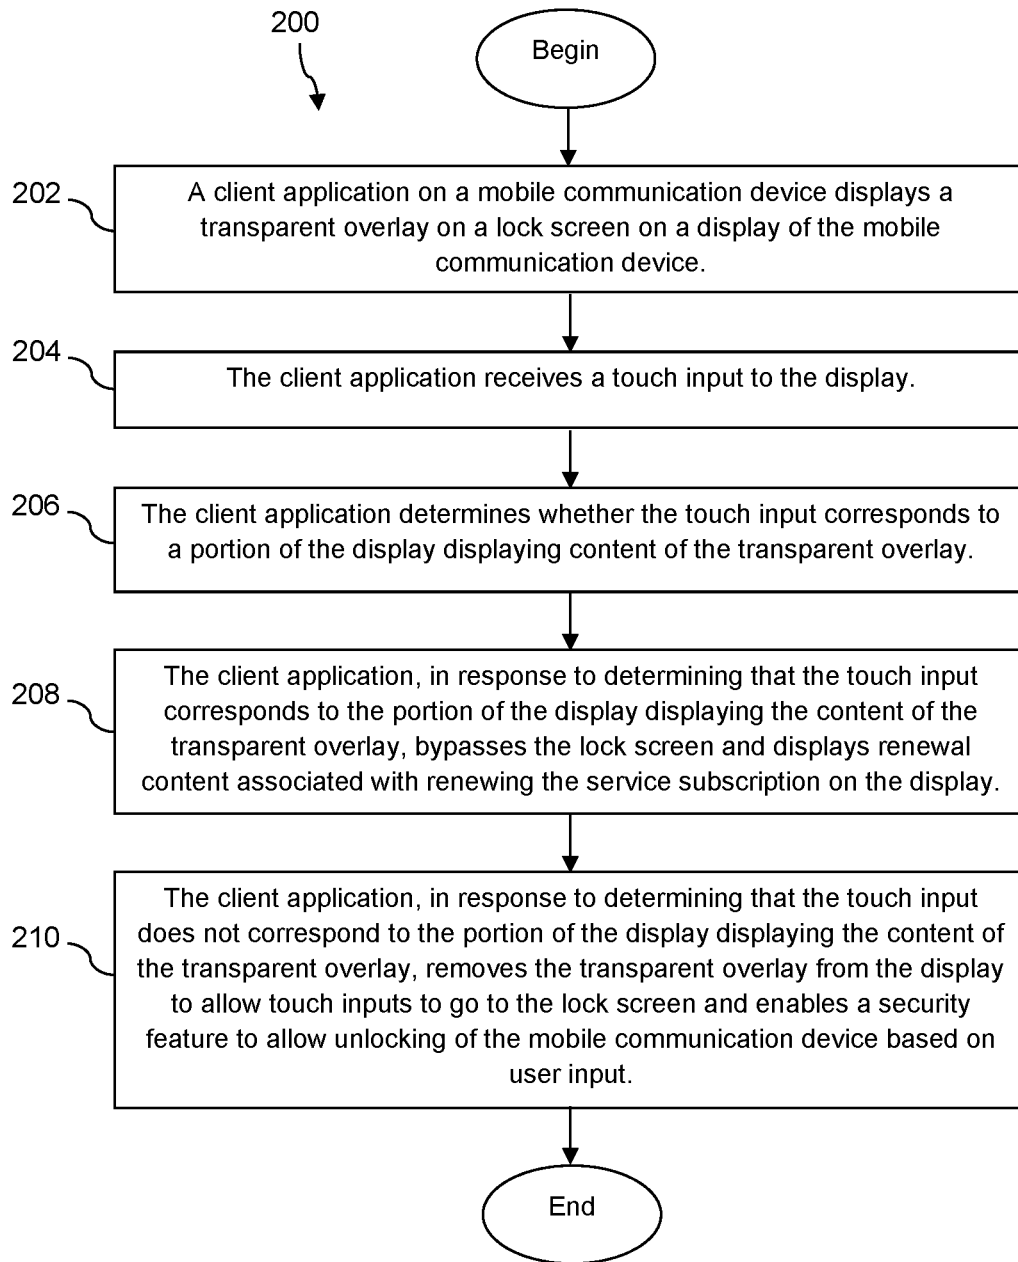 200
Begin
202
A client application on a mobile communication device displays a
transparent overlay on a lock screen on a display of the mobile
communication device.
204
The client application receives a touch input to the display.
206
The client application determines whether the touch input corresponds to
a portion of the display displaying content of the transparent overlay.
208
The client application, in response to determining that the touch input
corresponds to the portion of the display displaying the content of the
transparent overlay, bypasses the lock screen and displays renewal
content associated with renewing the service subscription on the display.
210
The client application, in response to determining that the touch input
does not correspond to the portion of the display displaying the content of
the transparent overlay, removes the transparent overlay from the display
to allow touch inputs to go to the lock screen and enables a security
feature to allow unlocking of the mobile communication device based on
user input.
End